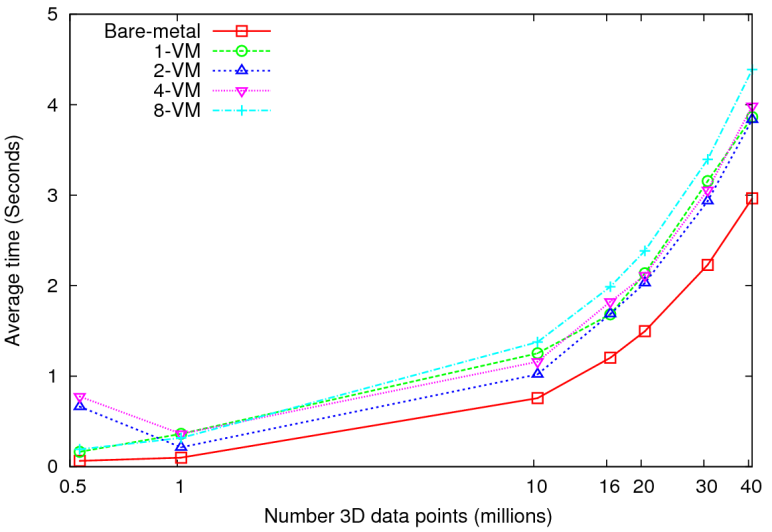 5
4
3
2
1
0
Average time (Seconds)
Bare-metal
1-VM
2-VM
4-VM
8-VM
0.5 1 10 16 20 30 40
Number 3D data points (millions)